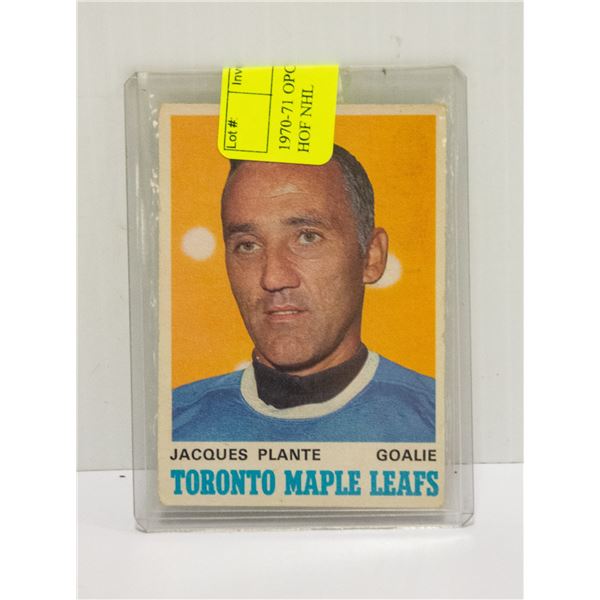 Lot #:
Inv
1970-71 OPC
HOF NHL
JACQUES PLANTE GOALIE
TORONTO MAPLE LEAFS